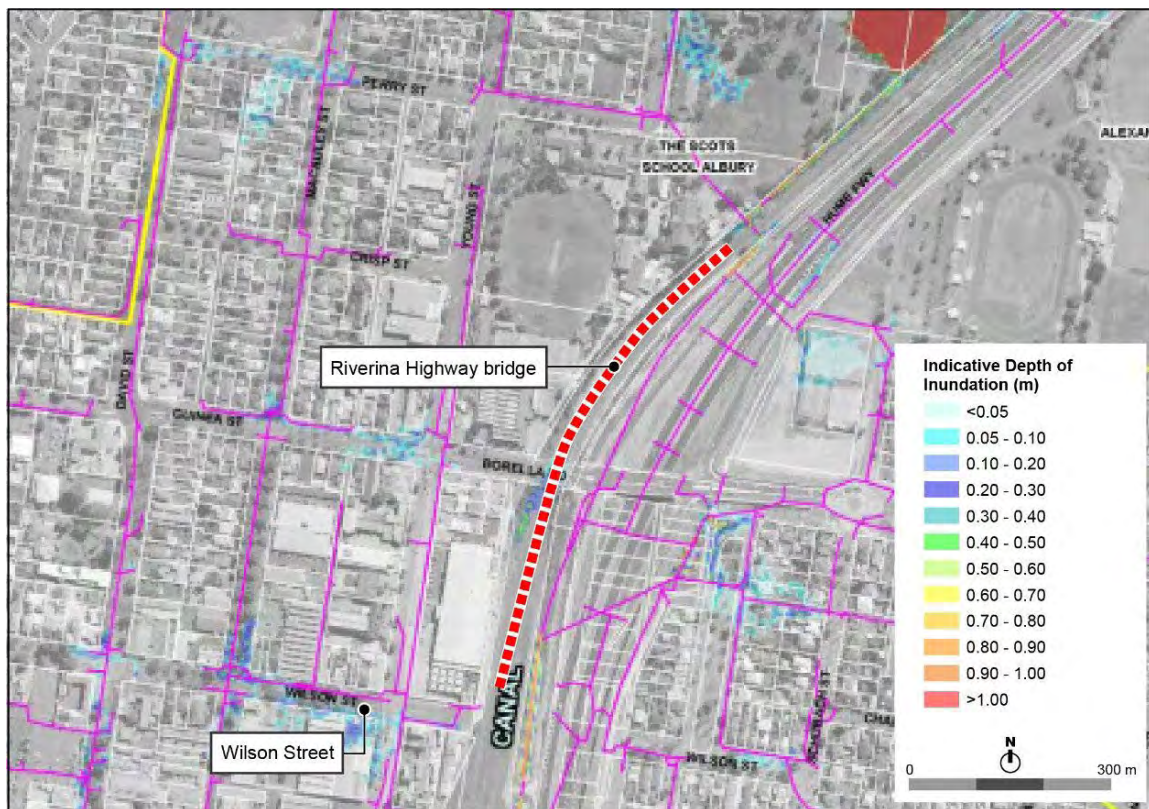 PERRY ST
MACAULEY ST
THE SCOTS
SCHOOL ALBURY
ALEXAN
HUME FWY
YOUNG ST
CRISP ST
Riverina Highway bridge
DAVID ST
GUINEA ST
BORELLA
WILSON ST
CANAL
Wilson Street
WILSON ST
CHA
Indicative Depth of
Inundation (m)
<0.05
0.05 - 0.10
0.10 - 0.20
0.20 - 0.30
0.30 - 0.40
0.40 - 0.50
0.50 - 0.60
0.60 - 0.70
0.70 - 0.80
0.80 - 0.90
0.90 - 1.00
>1.00
N
0 300 m